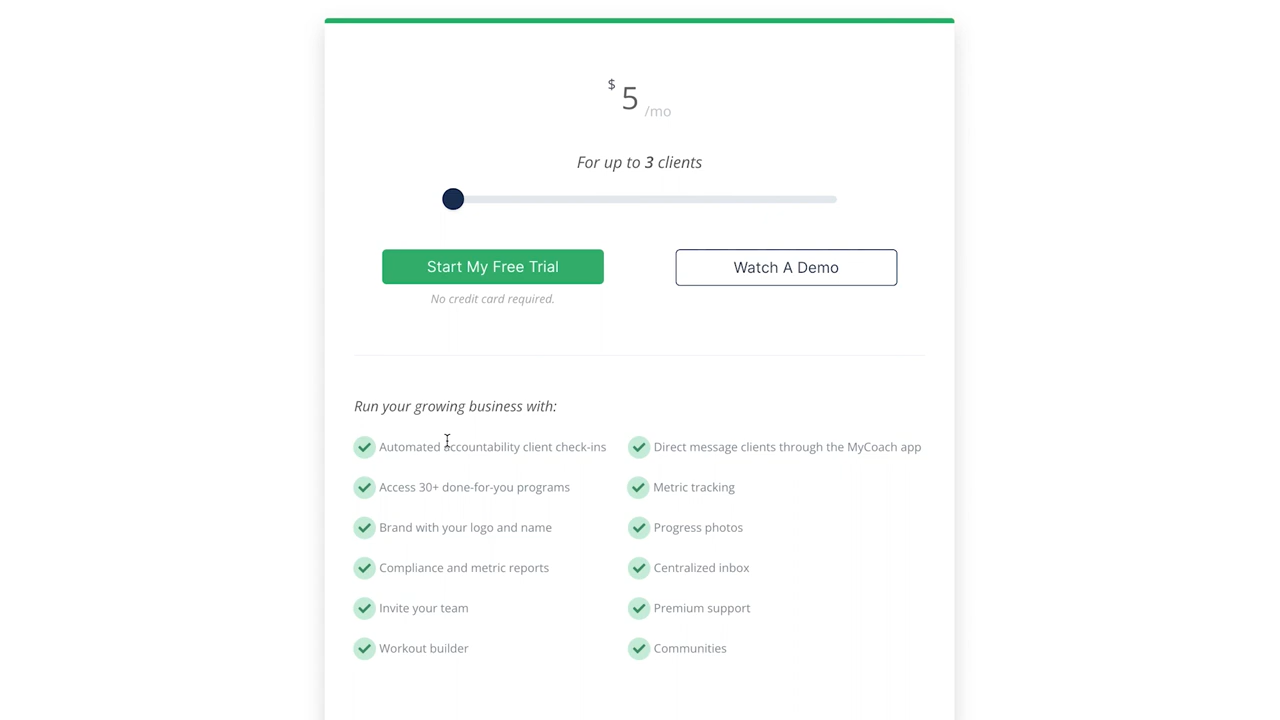 $ 5 /mo
For up to 3 clients
Start My Free Trial
Watch A Demo
No credit card required.
Run your growing business with:
Automated accountability client check-ins
Direct message clients through the MyCoach app
Access 30+ done-for-you programs
Metric tracking
Brand with your logo and name
Progress photos
Compliance and metric reports
Centralized inbox
Invite your team
Premium support
Workout builder
Communities